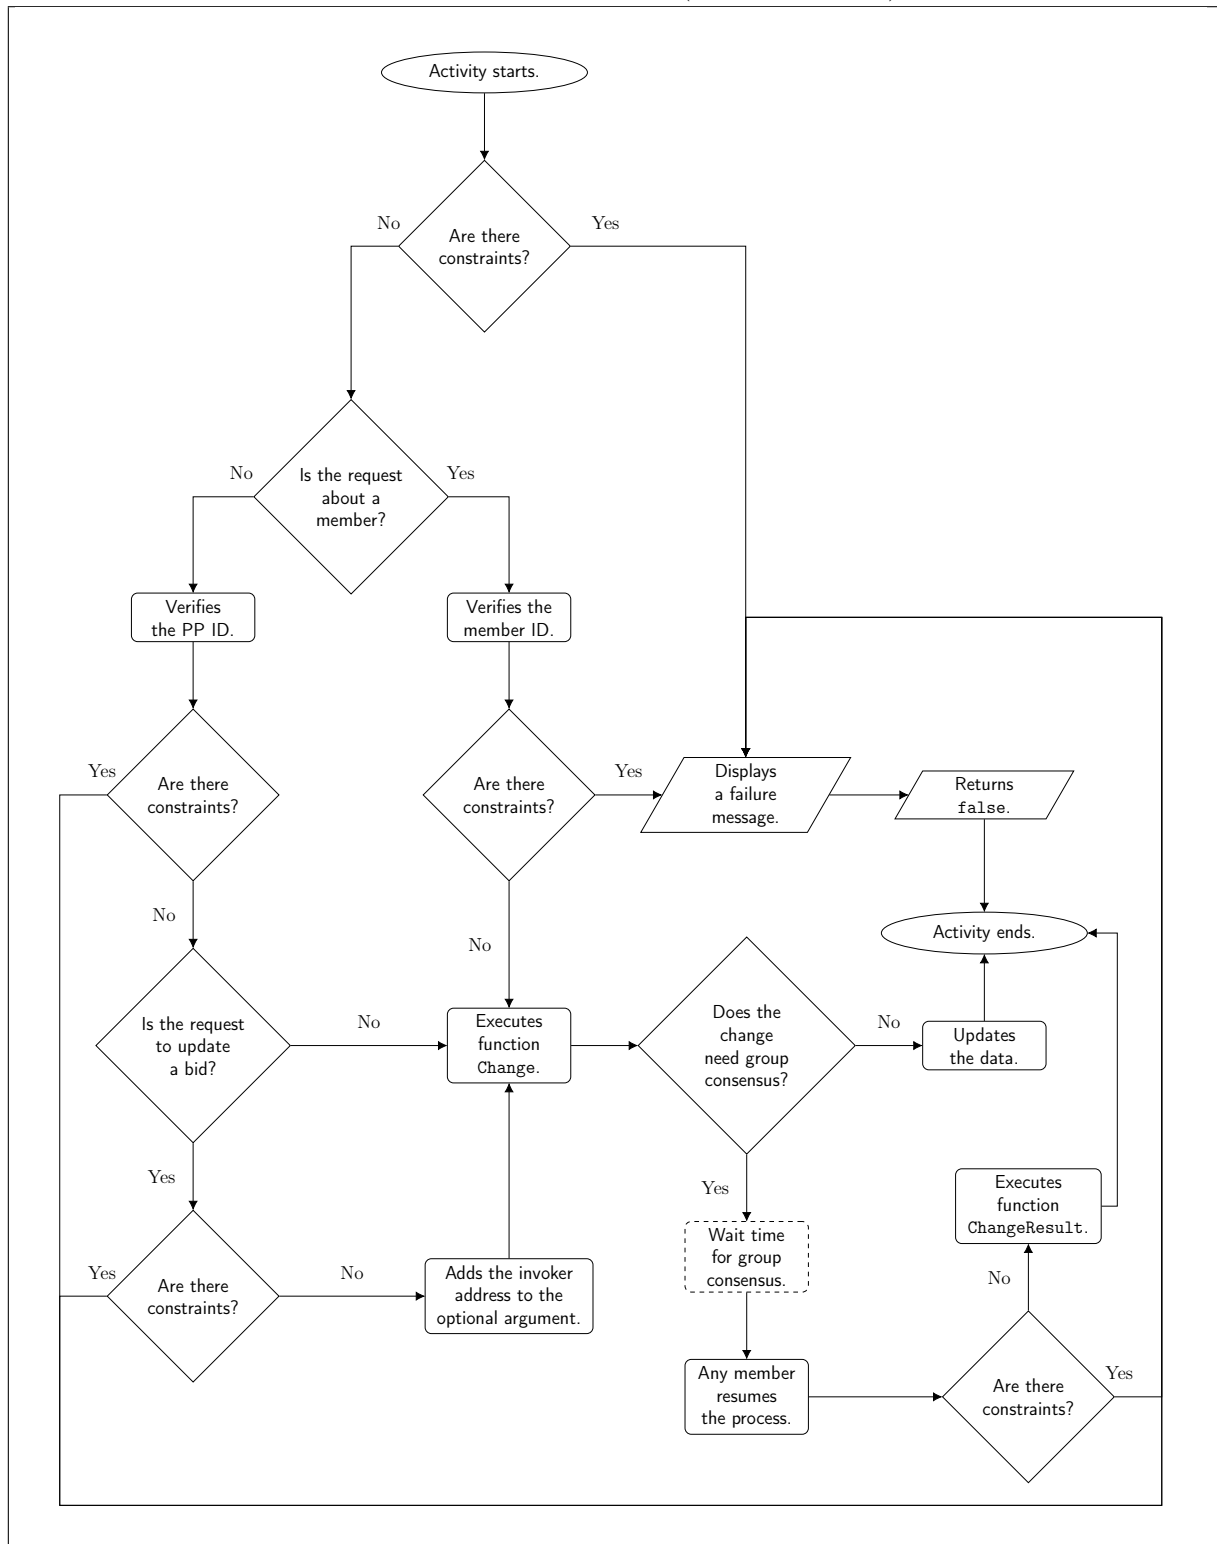 Activity starts.
No
Yes
Are there
constraints?
No
Yes
Is the request
about a
member?
Verifies
the PP ID.
Verifies the
member ID.
Yes
Are there
constraints?
Are there
constraints?
Yes
Displays
a failure
message.
Returns
false.
No
No
Activity ends.
Is the request
to update
a bid?
No
Executes
function
Change.
Does the
change
need group
consensus?
No
Updates
the data.
Yes
Yes
Executes
function
ChangeResult.
Wait time
for group
consensus.
Yes
Are there
constraints?
No
Adds the invoker
address to the
optional argument.
No
Any member
resumes
the process.
Are there
constraints?
Yes